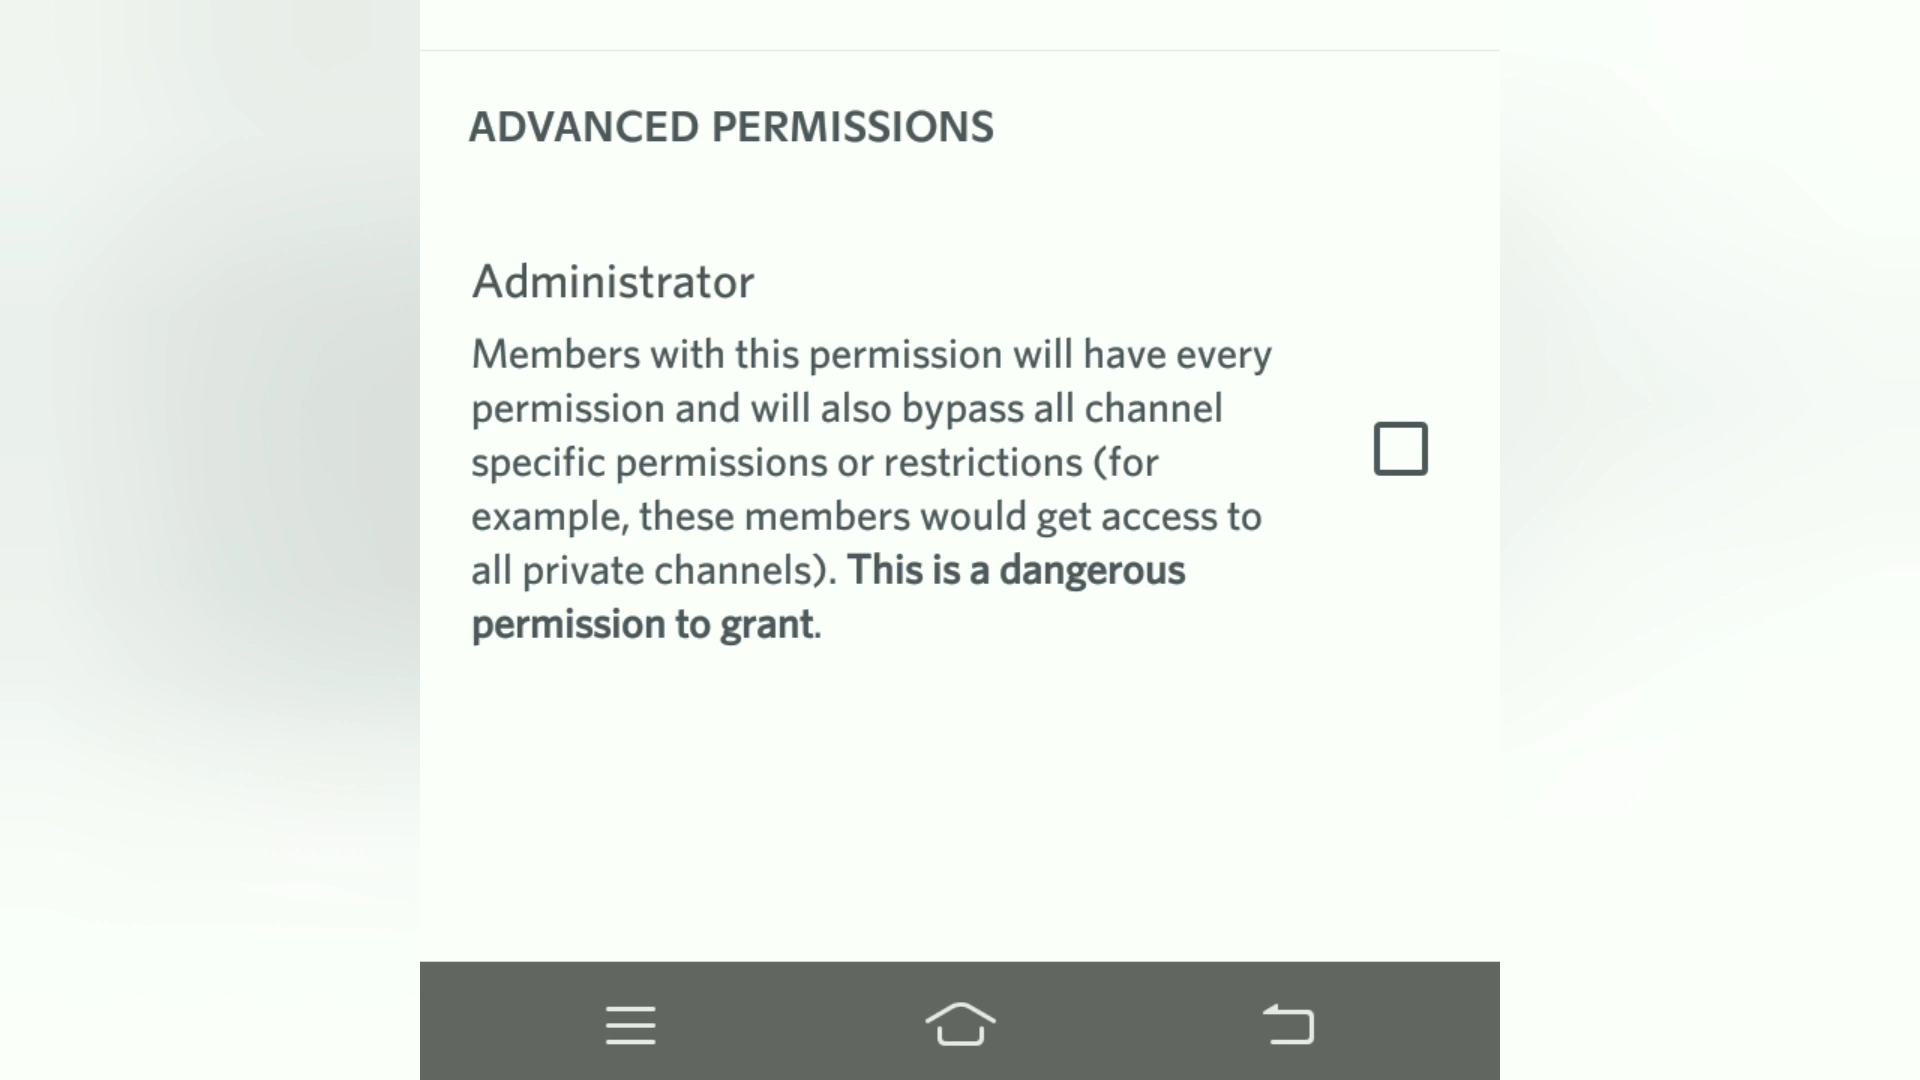 ADVANCED PERMISSIONS
Administrator
Members with this permission will have every
permission and will also bypass all channel
specific permissions or restrictions (for
example, these members would get access to
all private channels). This is a dangerous
permission to grant.